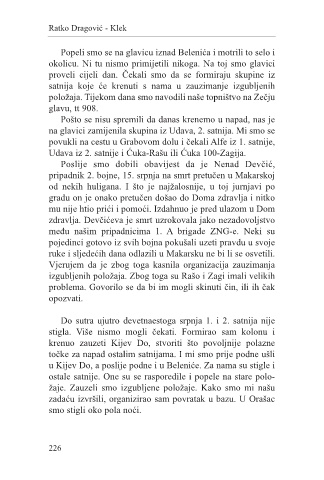 Ratko Dragović - Klek
Popeli smo se na glavicu iznad Belenića i motrili to selo i
okolicu. Ni tu nismo primijetili nikoga. Na toj smo glavici
proveli cijeli dan. Čekali smo da se formiraju skupine iz
satnija koje će krenuti s nama u zauzimanje izgubljenih
položaja. Tijekom dana smo navodili naše topništvo na Zečju
glavu, tt 908.
Pošto se nisu spremili da danas krenemo u napad, nas je
na glavici zamijenila skupina iz Udava, 2. satnija. Mi smo se
povukli na cestu u Grabovom dolu i čekali Alfe iz 1. satnije,
Udava iz 2. satnije i Ćuka-Rašu ili Ćuka 100-Zagija.
Poslije smo dobili obavijest da je Nenad Devčić,
pripadnik 2. bojne, 15. srpnja na smrt pretučen u Makarskoj
od nekih huligana. I što je najžalosnije, u toj jurnjavi po
gradu on je onako pretučen došao do Doma zdravlja i nitko
mu nije htio prići i pomoći. Izdahnuo je pred ulazom u Dom
zdravlja. Devčićeva je smrt uzrokovala jako nezadovoljstvo
među našim pripadnicima 1. A brigade ZNG-e. Neki su
pojedinci gotovo iz svih bojna pokušali uzeti pravdu u svoje
ruke i sljedećih dana odlazili u Makarsku ne bi li se osvetili.
Vjerujem da je zbog toga kasnila organizacija zauzimanja
izgubljenih položaja. Zbog toga su Rašo i Zagi imali velikih
problema. Govorilo se da bi im mogli skinuti čin, ili ih čak
opozvati.
Do sutra ujutro devetnaestoga srpnja 1. i 2. satnija nije
stigla. Više nismo mogli čekati. Formirao sam kolonu i
krenuo zauzeti Kijev Do, stvoriti što povoljnije polazne
točke za napad ostalim satnijama. I mi smo prije podne ušli
u Kijev Do, a poslije podne i u Beleniće. Za nama su stigle i
ostale satnije. One su se rasporedile i popele na stare polo-
žaje. Zauzeli smo izgubljene položaje. Kako smo mi našu
zadaću izvršili, organizirao sam povratak u bazu. U Orašac
smo stigli oko pola noći.
226